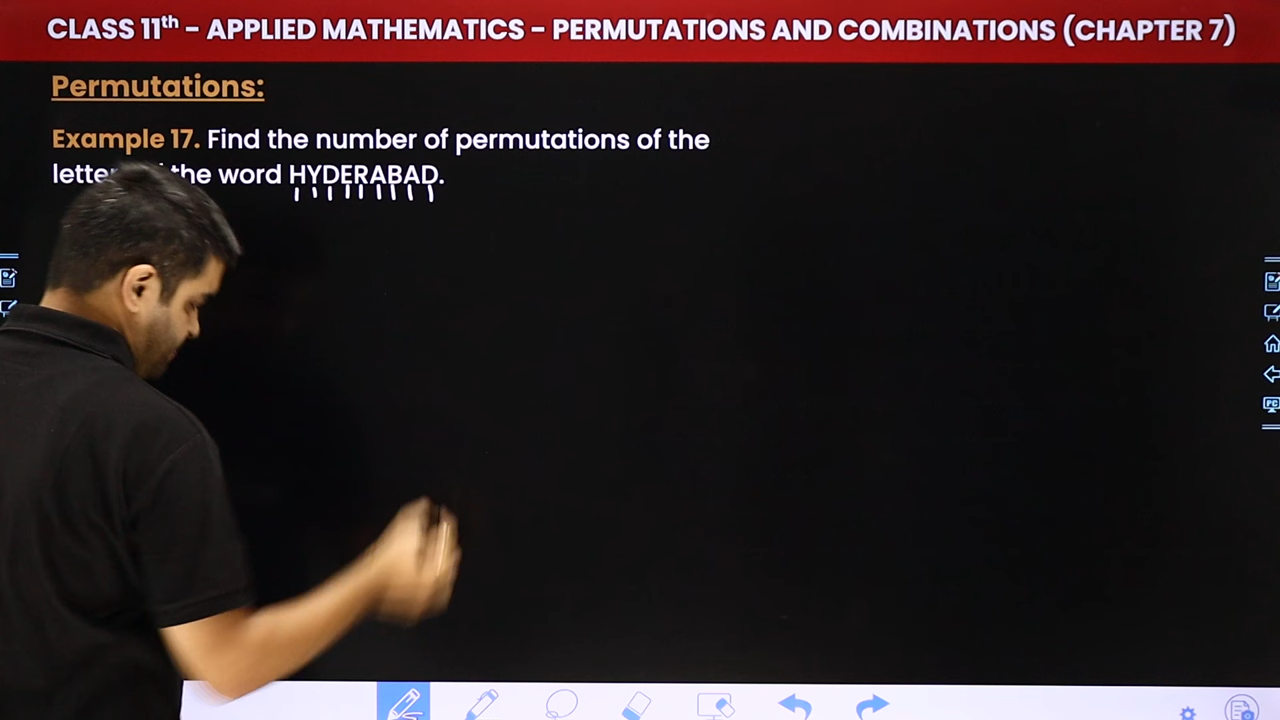 CLASS 11th – APPLIED MATHEMATICS – PERMUTATIONS AND COMBINATIONS (CHAPTER 7)
Permutations:
Example 17. Find the number of permutations of the
the word HYDERABAD.